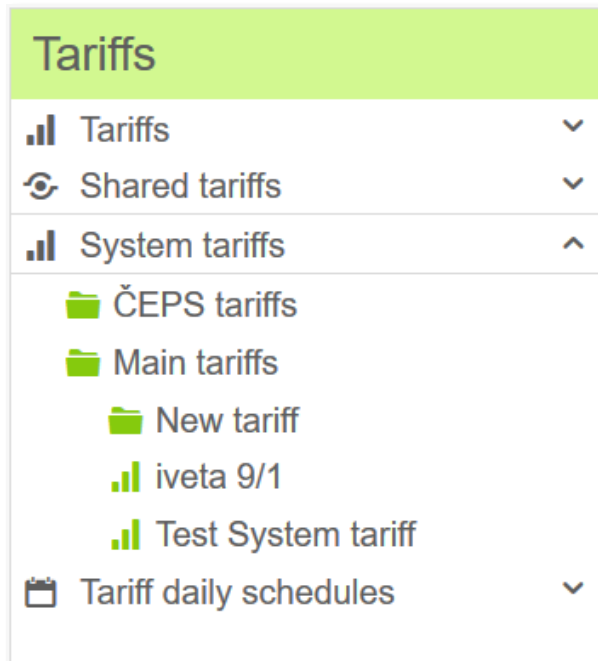 Tariffs
Tariffs
Shared tariffs
System tariffs
ČEPS tariffs
Main tariffs
New tariff
iveta 9/1
Test System tariff
Tariff daily schedules